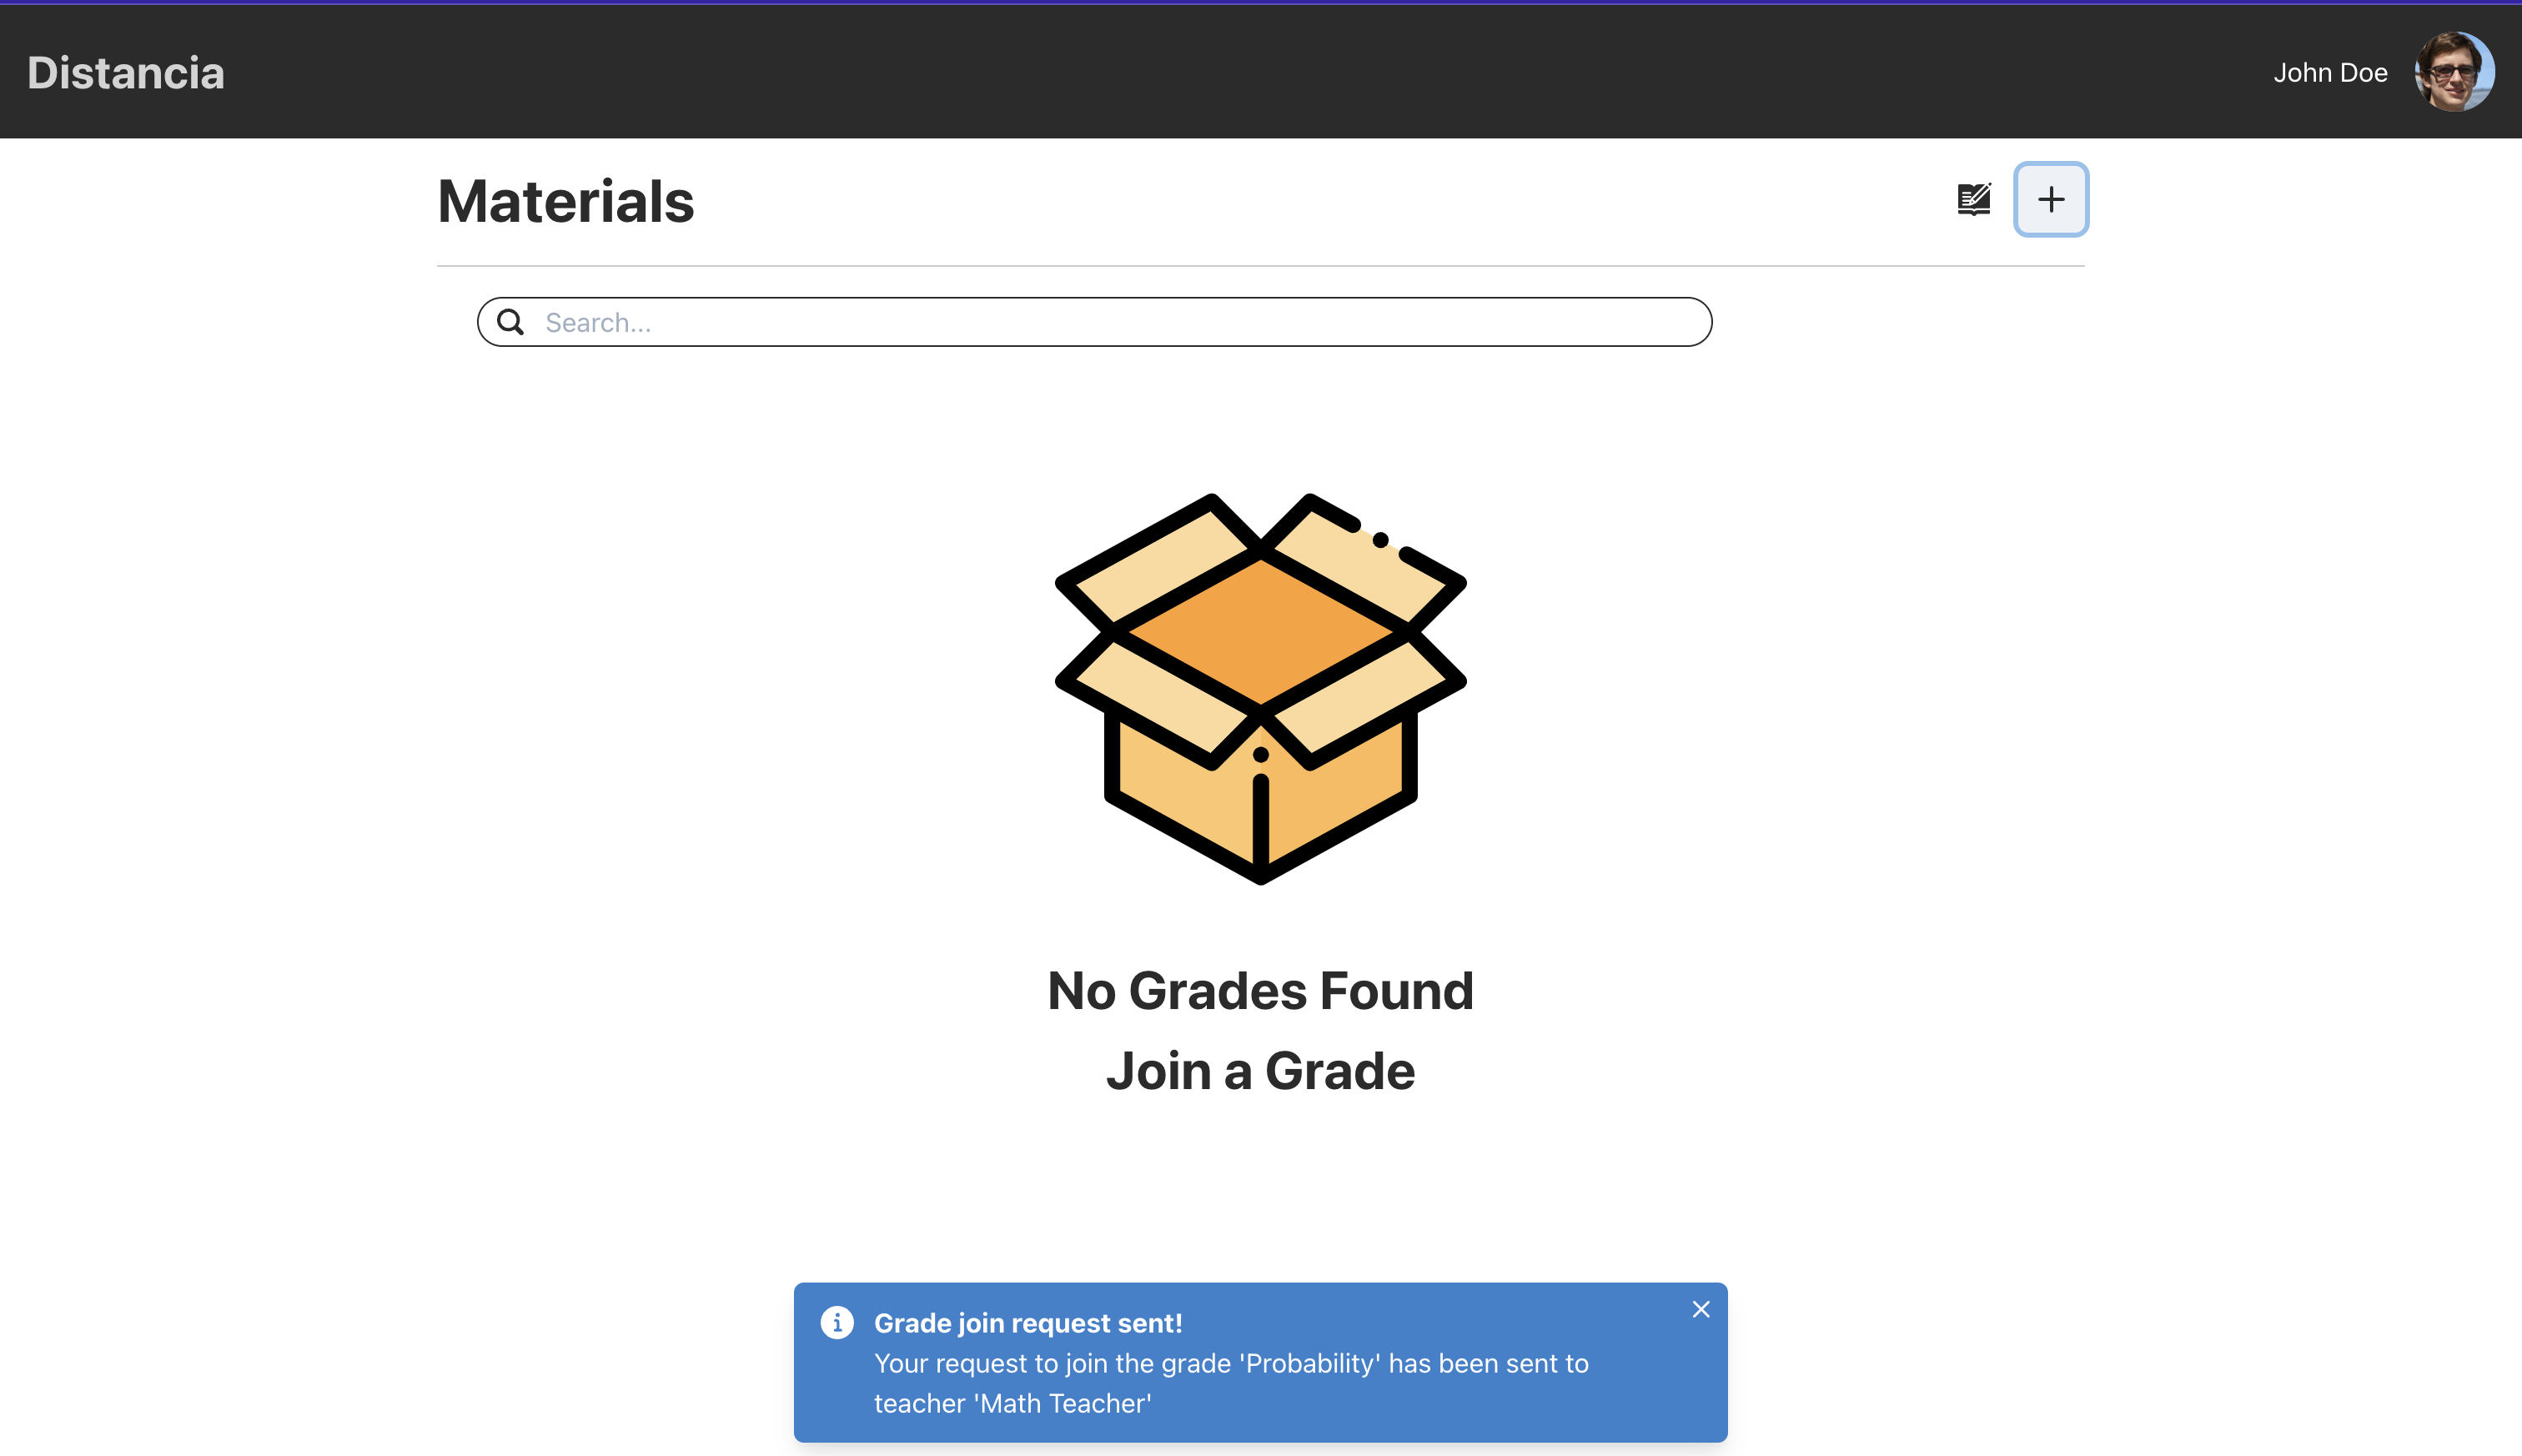 Distancia
John Doe
Materials
Search...
No Grades Found
Join a Grade
Grade join request sent!
Your request to join the grade 'Probability' has been sent to
teacher 'Math Teacher'